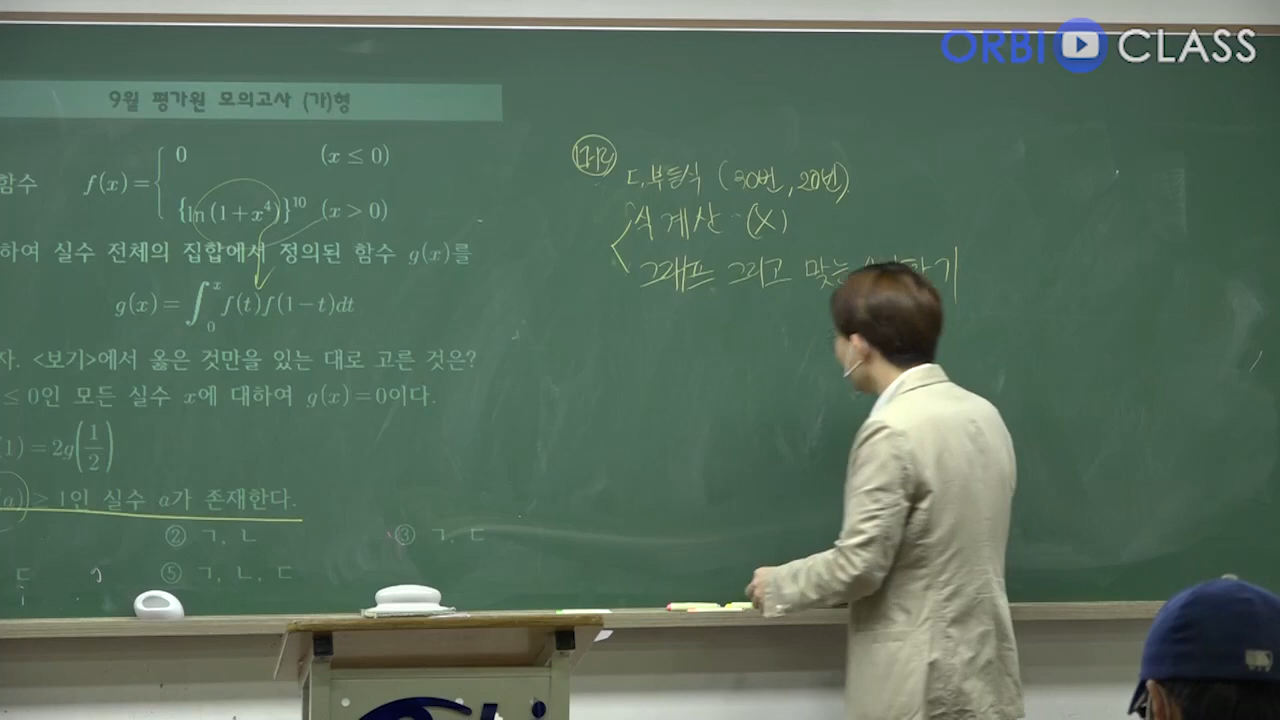 ORBI CLASS
9월 평가원 모의고사 (가)형
함수 f(x)= 0 (x ≤ 0)
{ln(1+x⁴)}¹⁰ (x > 0)
하여 실수 전체의 집합에서 정의된 함수 g(x)를
g(x)=∫₀ˣ f(t)f(1-t)dt
자. <보기>에서 옳은 것만을 있는 대로 고른 것은?
≤ 0인 모든 실수 x에 대하여 g(x)=0이다.
(1)=2g(1/2)
(a) > 1인 실수 a가 존재한다.
② ㄱ, ㄴ ③ ㄱ, ㄷ
ㄷ ⑤ ㄱ, ㄴ, ㄷ
ㄷ.부등식 (30번, 20번)
식계산 (X)
그래프 그리고 맞는